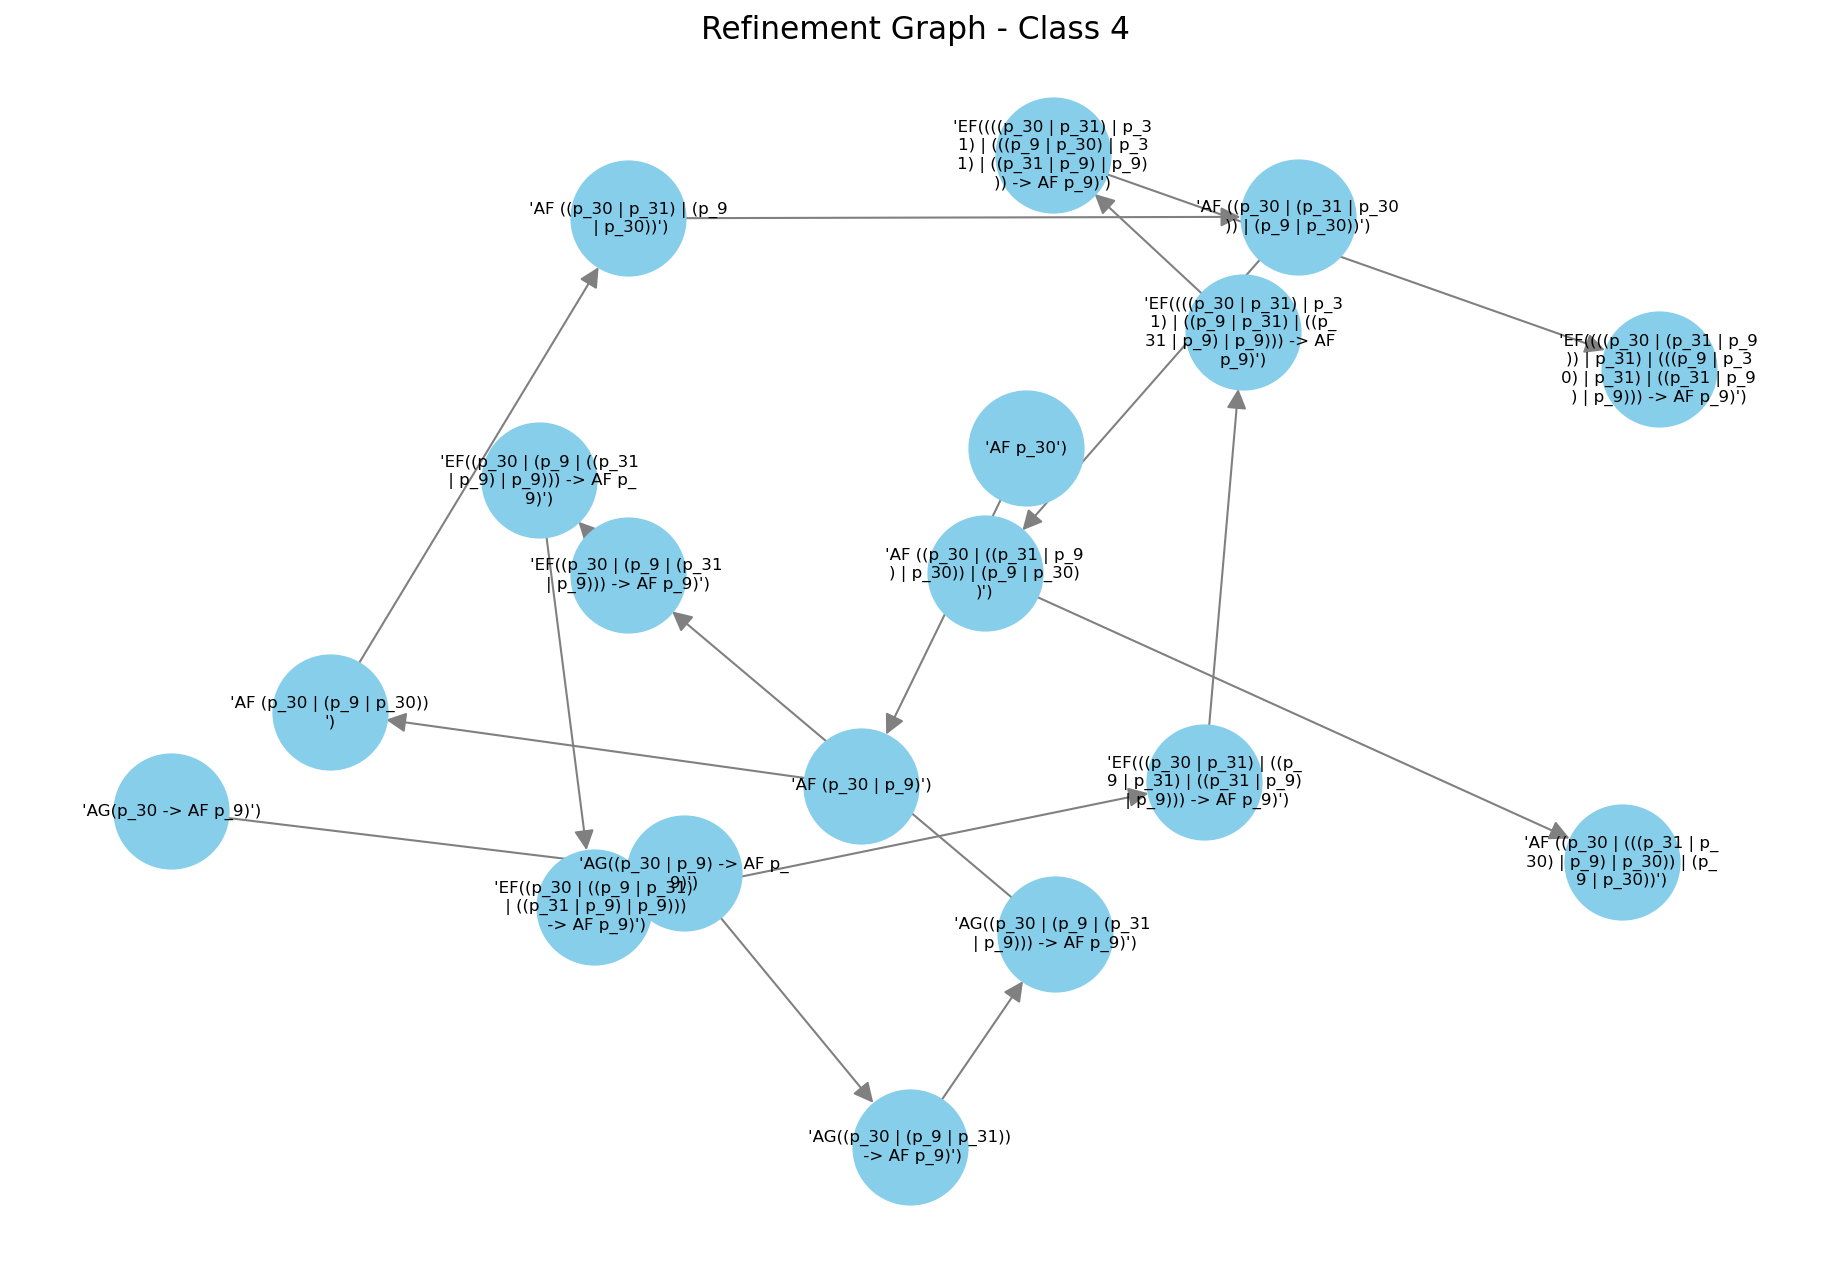 Refinement Graph - Class 4
'EF((((p_30 | p_31) | p_3
1) | (((p_9 | p_30) | p_3
1) | ((p_31 | p_9) | p_9)
)) -> AF p_9)')
'AF ((p_30 | p_31) | (p_9
| p_30))')
'AF ((p_30 | (p_31 | p_30
)) | (p_9 | p_30))')
'EF((((p_30 | p_31) | p_3
1) | ((p_9 | p_31) | ((p_
31 | p_9) | p_9))) -> AF
p_9)')
'EF((((p_30 | (p_31 | p_9
)) | p_31) | (((p_9 | p_3
0) | p_31) | ((p_31 | p_9
) | p_9))) -> AF p_9)')
'AF p_30')
'EF((p_30 | (p_9 | ((p_31
| p_9) | p_9))) -> AF p_
9)')
'EF((p_30 | (p_9 | (p_31
| p_9))) -> AF p_9)')
'AF ((p_30 | ((p_31 | p_9
) | p_30)) | (p_9 | p_30)
)')
'AF (p_30 | (p_9 | p_30))
')
'AF (p_30 | p_9)')
'EF(((p_30 | p_31) | ((p_
9 | p_31) | ((p_31 | p_9)
| p_9))) -> AF p_9)')
'AG(p_30 -> AF p_9)')
'AG((p_30 | p_9) -> AF p_
9)')
'EF((p_30 | ((p_9 | p_31)
| ((p_31 | p_9) | p_9)))
-> AF p_9)')
'AF ((p_30 | (((p_31 | p_
30) | p_9) | p_30)) | (p_
9 | p_30))')
'AG((p_30 | (p_9 | (p_31
| p_9))) -> AF p_9)')
'AG((p_30 | (p_9 | p_31))
-> AF p_9)')